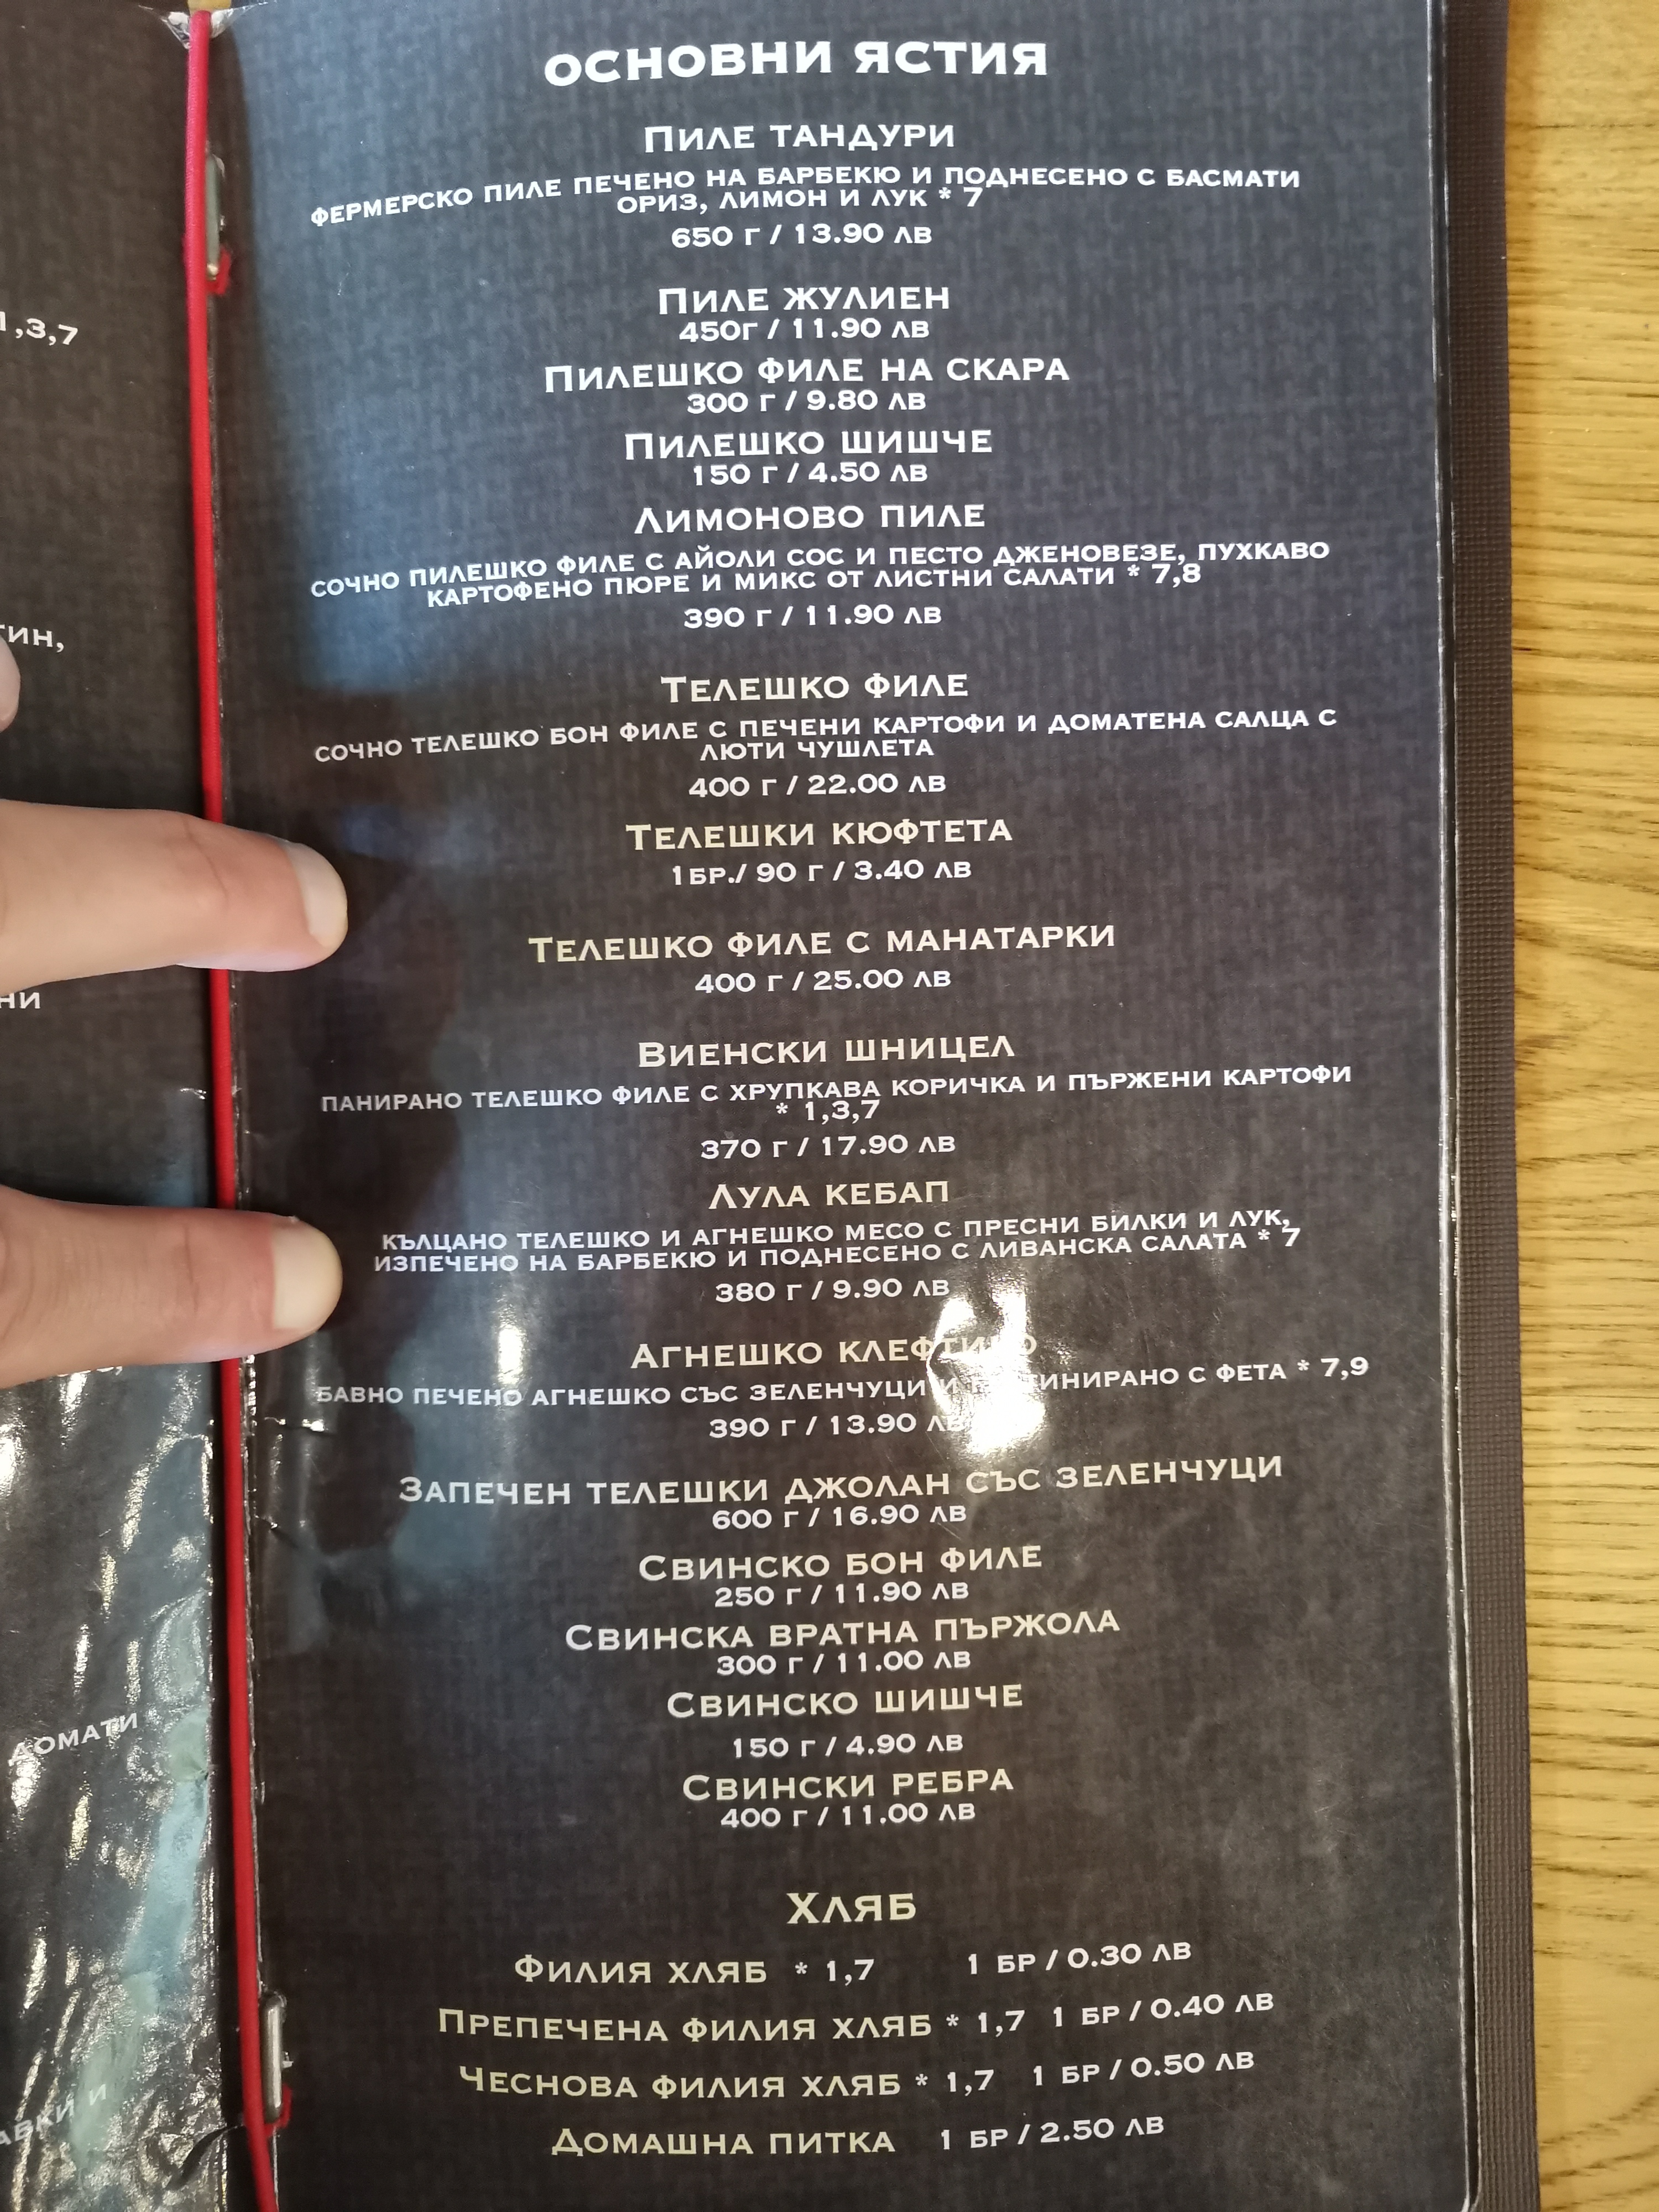 1,3,7
ни
домати
и
ОСНОВНИ ЯСТИЯ
Пиле тандури
фермерско пиле печено на барбекю и поднесено с басмати
ориз, лимон и лук * 7
650 г / 13.90 лв
Пиле жулиен
450г / 11.90 лв
Пилешко филе на скара
300 г / 9.80 лв
Пилешко шишче
150 г / 4.50 лв
Лимоново пиле
сочно пилешко филе с айоли сос и песто дженовезе, пухкаво
картофено пюре и микс от листни салати * 7,8
390 г / 11.90 лв
Телешко филе
сочно телешко бон филе с печени картофи и доматена салца с
люти чушлета
400 г / 22.00 лв
Телешки кюфтета
1бр./ 90 г / 3.40 лв
Телешко филе с манатарки
400 г / 25.00 лв
Виенски шницел
панирано телешко филе с хрупкава коричка и пържени картофи
* 1,3,7
370 г / 17.90 лв
Лула кебап
кълцано телешко и агнешко месо с пресни билки и лук,
изпечено на барбекю и поднесено с ливанска салата * 7
380 г / 9.90 лв
Агнешко
бавно печено агнешко със зеленчуци и с фета * 7,9
390 г / 13.90 лв
Запечен телешки джолан със зеленчуци
600 г / 16.90 лв
Свинско бон филе
250 г / 11.90 лв
Свинска вратна пържола
300 г / 11.00 лв
Свинско шишче
150 г / 4.90 лв
Свински ребра
400 г / 11.00 лв
Хляб
Филия хляб * 1,7 1 бр / 0.30 лв
Препечена филия хляб * 1,7 1 бр / 0.40 лв
Чеснова филия хляб * 1,7 1 бр / 0.50 лв
Домашна питка 1 бр / 2.50 лв